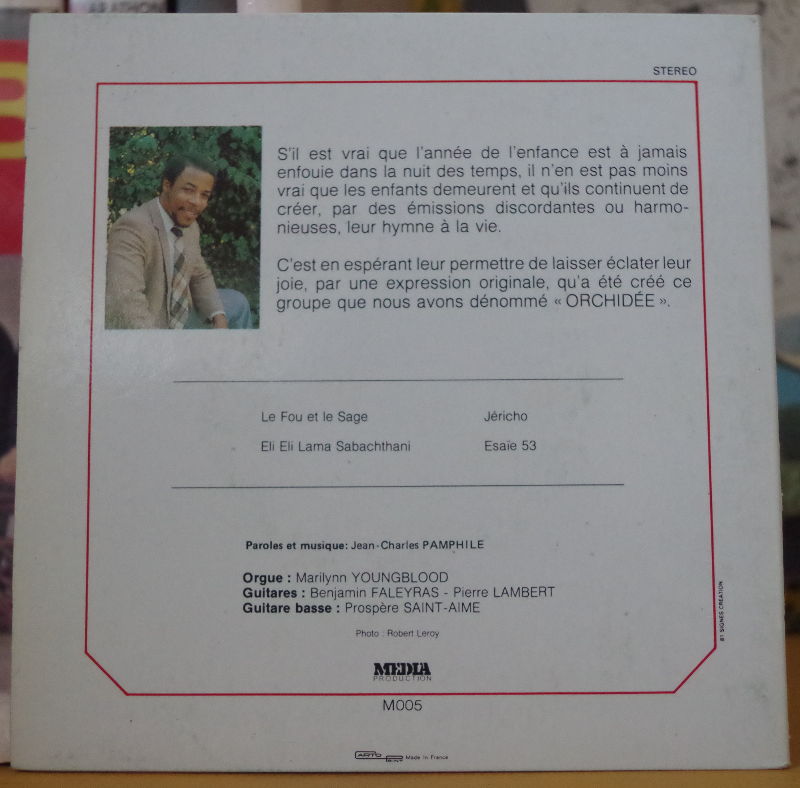 ARATHON
STEREO
S'il est vrai que l'année de l'enfance est à jamais
enfouie dans la nuit des temps, il n'en est pas moins
vrai que les enfants demeurent et qu'ils continuent de
créer, par des émissions discordantes ou harmo-
nieuses, leur hymne à la vie.
C'est en espérant leur permettre de laisser éclater leur
joie, par une expression originale, qu'a été créé ce
groupe que nous avons dénommé « ORCHIDÉE ».
Le Fou et le Sage Jéricho
Eli Eli Lama Sabachthani Esaïe 53
Paroles et musique: Jean-Charles PAMPHILE
Orgue : Marilynn YOUNGBLOOD
Guitares : Benjamin FALEYRAS - Pierre LAMBERT
Guitare basse : Prospère SAINT-AIME
Photo : Robert Leroy
81 SIGNES CREATION
MEDIA
PRODUCTION
M005
Made in France